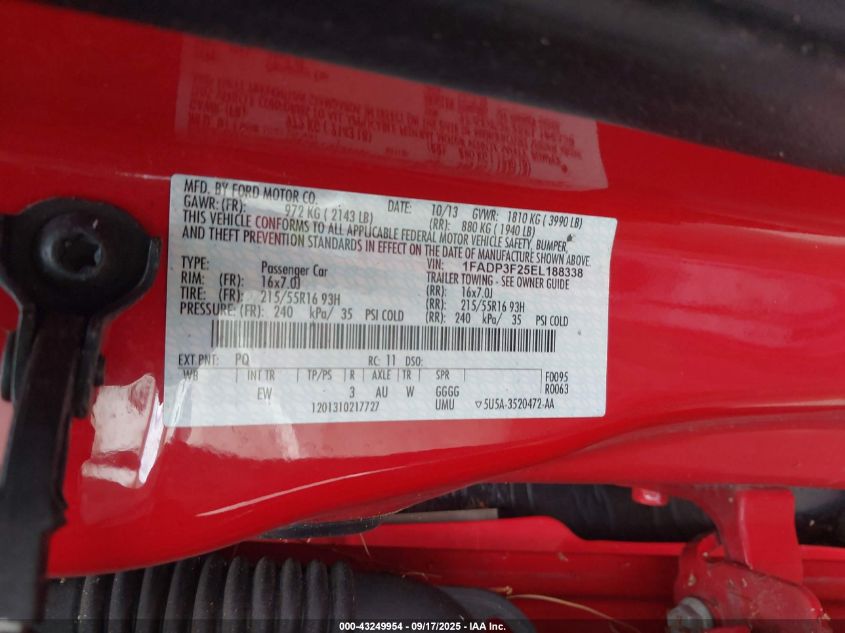 MFD. BY FORD MOTOR CO. DATE: 10/13 GVWR: 1810 KG (3990 LB)
GAWR: (FR): 972 KG (2143 LB) (RR): 880 KG (1940 LB)
THIS VEHICLE CONFORMS TO ALL APPLICABLE FEDERAL MOTOR VEHICLE SAFETY, BUMPER,
AND THEFT PREVENTION STANDARDS IN EFFECT ON THE DATE OF MANUFACTURE SHOWN ABOVE.
VIN: 1FADP3F25EL188338
TYPE: Passenger Car TRAILER TOWING - SEE OWNER GUIDE
RIM: (FR): 16x7.0J (RR): 16x7.0J
TIRE: (FR): 215/55R16 93H (RR): 215/55R16 93H
PRESSURE: (FR): 240 kPa/ 35 PSI COLD (RR): 240 kPa/ 35 PSI COLD
EXT PNT: PQ RC: 11 DSO:
WB INT TR TP/PS R AXLE TR SPR F0095
EW 3 AU W GGGG R0063
1201310217727 UMU 5U5A-3520472-AA
000-43249954 - 09/17/2025 - IAA Inc.